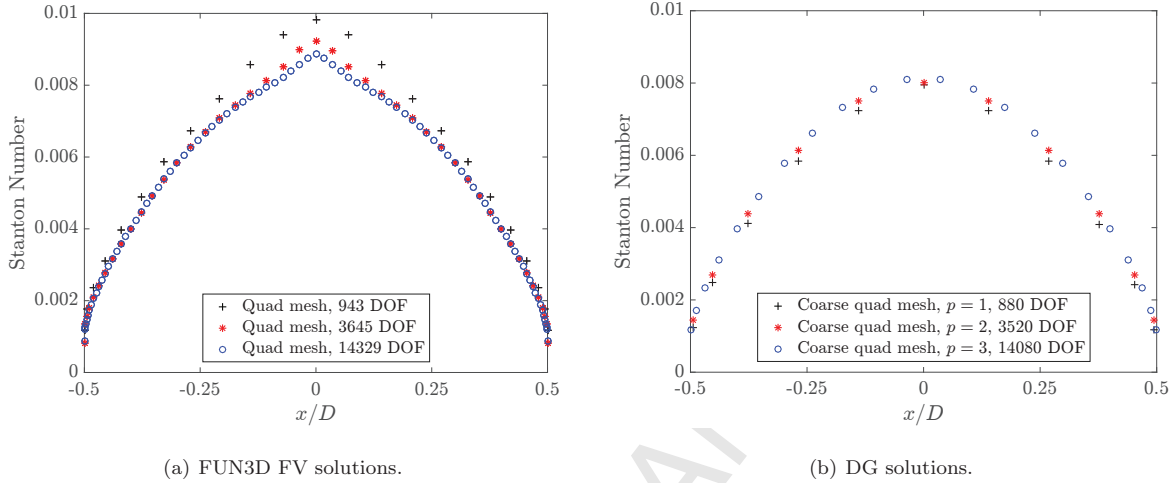 0.01
0.008
0.006
0.004
0.002
0
Stanton Number
-0.5
-0.25
0
0.25
0.5
x/D
Quad mesh, 943 DOF
Quad mesh, 3645 DOF
Quad mesh, 14329 DOF
(a) FUN3D FV solutions.
0.01
0.008
0.006
0.004
0.002
0
Stanton Number
-0.5
-0.25
0
0.25
0.5
x/D
Coarse quad mesh, p = 1, 880 DOF
Coarse quad mesh, p = 2, 3520 DOF
Coarse quad mesh, p = 3, 14080 DOF
(b) DG solutions.